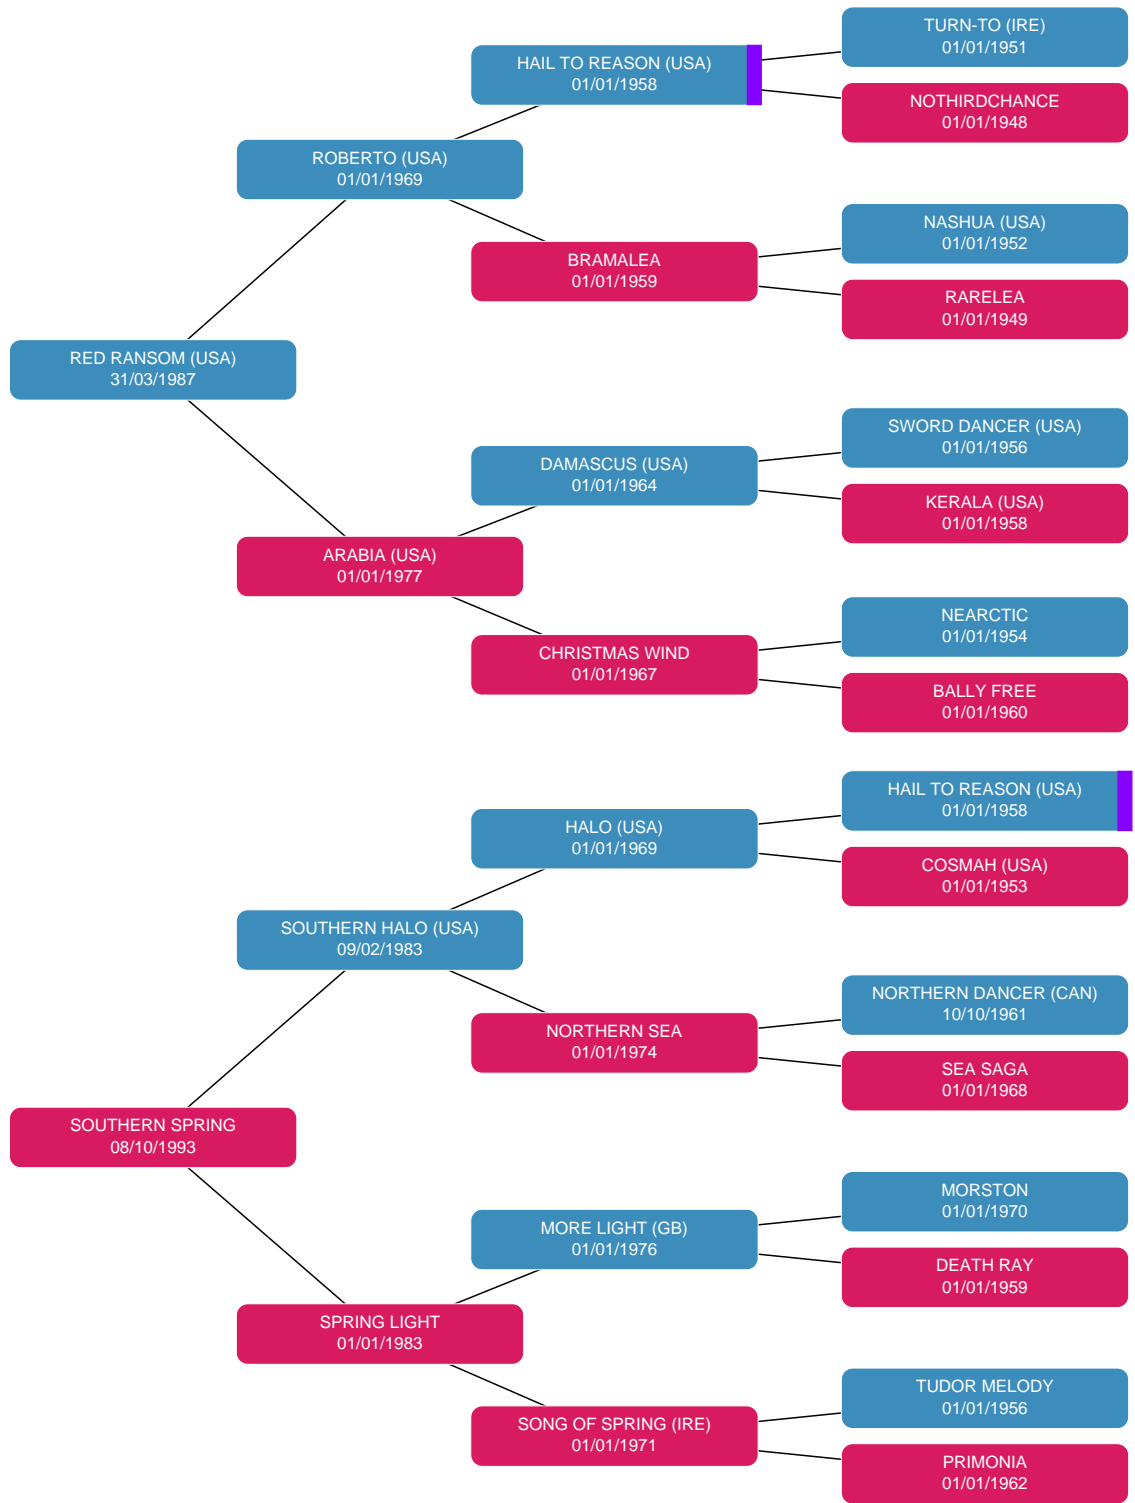 TURN-TO (IRE)
01/01/1951
HAIL TO REASON (USA)
01/01/1958
NOTHIRDCHANCE
01/01/1948
ROBERTO (USA)
01/01/1969
NASHUA (USA)
01/01/1952
BRAMALEA
01/01/1959
RARELEA
01/01/1949
RED RANSOM (USA)
31/03/1987
SWORD DANCER (USA)
01/01/1956
DAMASCUS (USA)
01/01/1964
KERALA (USA)
01/01/1958
ARABIA (USA)
01/01/1977
NEARCTIC
01/01/1954
CHRISTMAS WIND
01/01/1967
BALLY FREE
01/01/1960
HAIL TO REASON (USA)
01/01/1958
HALO (USA)
01/01/1969
COSMAH (USA)
01/01/1953
SOUTHERN HALO (USA)
09/02/1983
NORTHERN DANCER (CAN)
10/10/1961
NORTHERN SEA
01/01/1974
SEA SAGA
01/01/1968
SOUTHERN SPRING
08/10/1993
MORSTON
01/01/1970
MORE LIGHT (GB)
01/01/1976
DEATH RAY
01/01/1959
SPRING LIGHT
01/01/1983
TUDOR MELODY
01/01/1956
SONG OF SPRING (IRE)
01/01/1971
PRIMONIA
01/01/1962